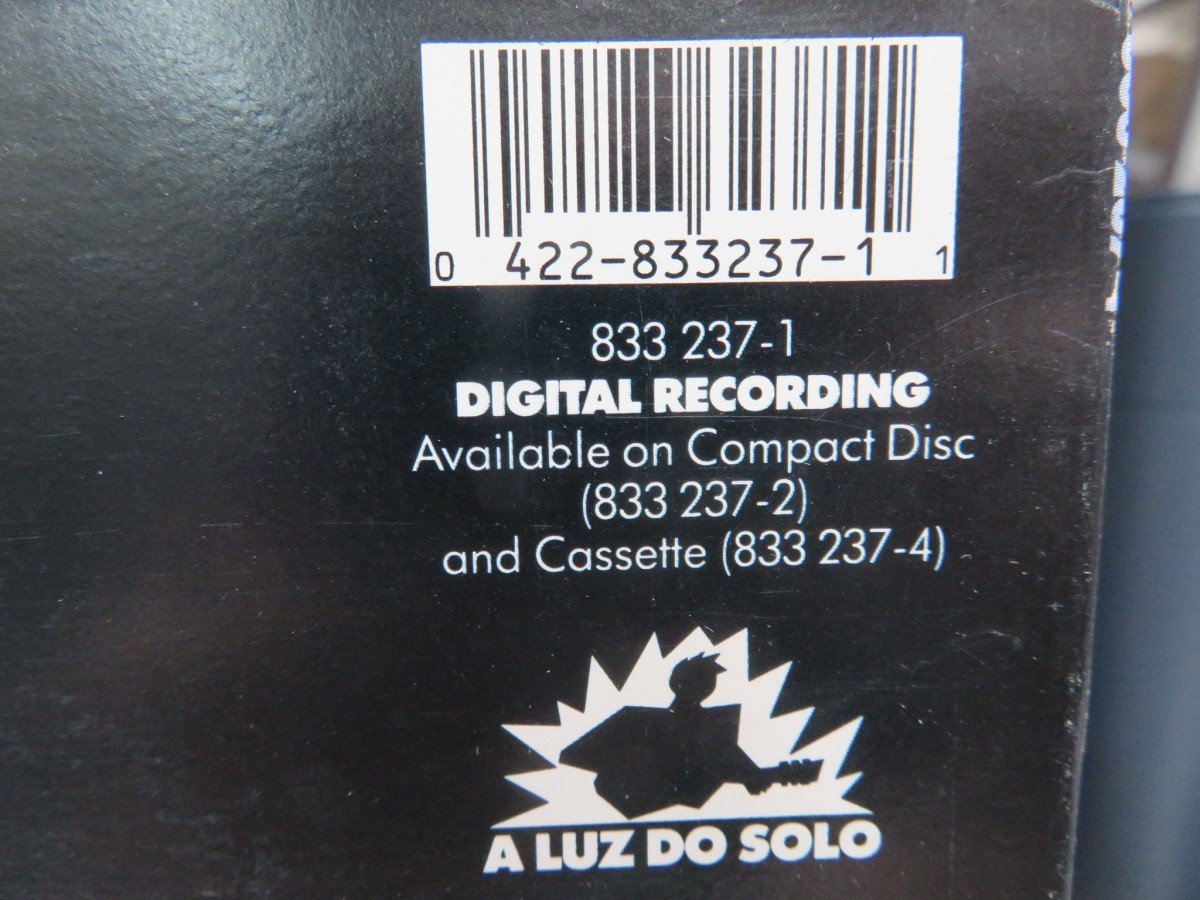 0 422-833237-1 1
833 237-1
DIGITAL RECORDING
Available on Compact Disc
(833 237-2)
and Cassette (833 237-4)
A LUZ DO SOLO